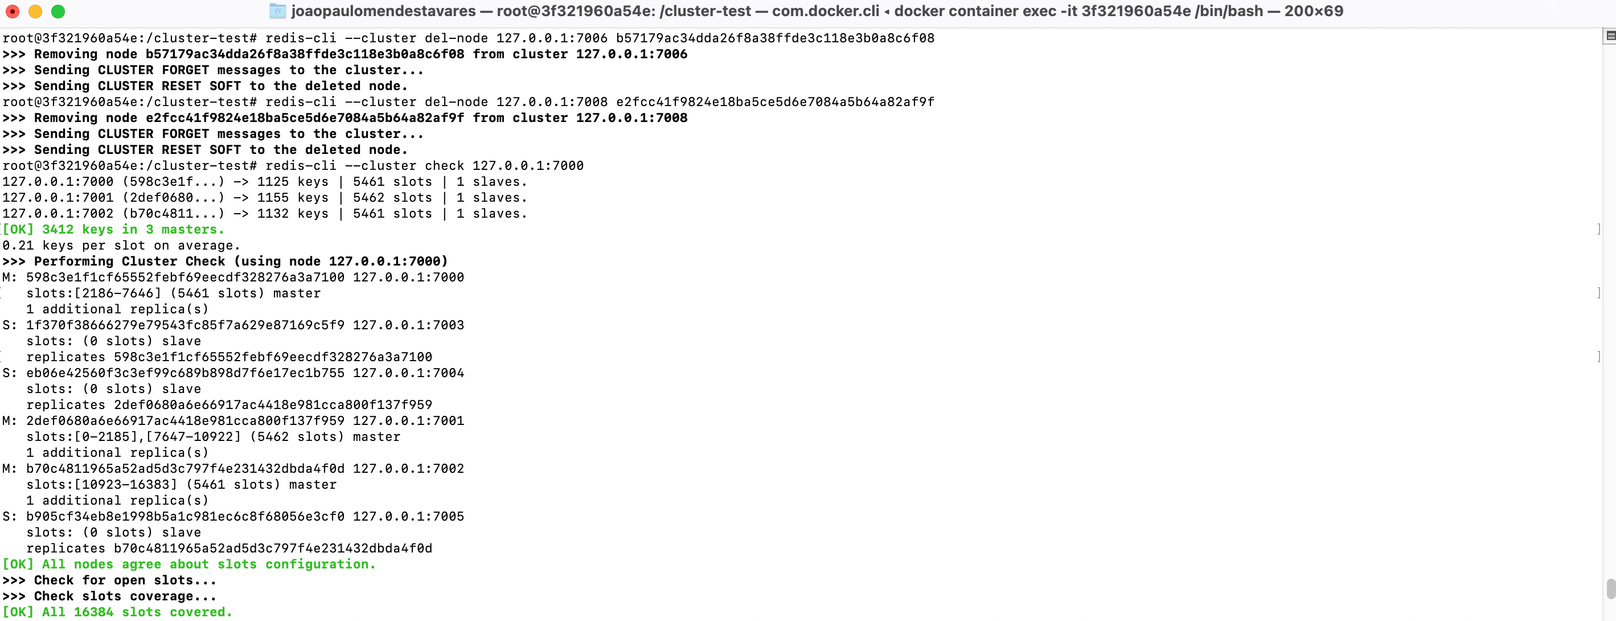 joaopaulomendestavares — root@3f321960a54e: /cluster-test — com.docker.cli ◂ docker container exec -it 3f321960a54e /bin/bash — 200×69
root@3f321960a54e:/cluster-test# redis-cli --cluster del-node 127.0.0.1:7006 b57179ac34dda26f8a38ffde3c118e3b0a8c6f08
>>> Removing node b57179ac34dda26f8a38ffde3c118e3b0a8c6f08 from cluster 127.0.0.1:7006
>>> Sending CLUSTER FORGET messages to the cluster...
>>> Sending CLUSTER RESET SOFT to the deleted node.
root@3f321960a54e:/cluster-test# redis-cli --cluster del-node 127.0.0.1:7008 e2fcc41f9824e18ba5ce5d6e7084a5b64a82af9f
>>> Removing node e2fcc41f9824e18ba5ce5d6e7084a5b64a82af9f from cluster 127.0.0.1:7008
>>> Sending CLUSTER FORGET messages to the cluster...
>>> Sending CLUSTER RESET SOFT to the deleted node.
root@3f321960a54e:/cluster-test# redis-cli --cluster check 127.0.0.1:7000
127.0.0.1:7000 (598c3e1f...) -> 1125 keys | 5461 slots | 1 slaves.
127.0.0.1:7001 (2def0680...) -> 1155 keys | 5462 slots | 1 slaves.
127.0.0.1:7002 (b70c4811...) -> 1132 keys | 5461 slots | 1 slaves.
[OK] 3412 keys in 3 masters.
0.21 keys per slot on average.
>>> Performing Cluster Check (using node 127.0.0.1:7000)
M: 598c3e1f1cf65552febf69eecdf328276a3a7100 127.0.0.1:7000
   slots:[2186-7646] (5461 slots) master
   1 additional replica(s)
S: 1f370f38666279e79543fc85f7a629e87169c5f9 127.0.0.1:7003
   slots: (0 slots) slave
   replicates 598c3e1f1cf65552febf69eecdf328276a3a7100
S: eb06e42560f3c3ef99c689b898d7f6e17ec1b755 127.0.0.1:7004
   slots: (0 slots) slave
   replicates 2def0680a6e66917ac4418e981cca800f137f959
M: 2def0680a6e66917ac4418e981cca800f137f959 127.0.0.1:7001
   slots:[0-2185],[7647-10922] (5462 slots) master
   1 additional replica(s)
M: b70c4811965a52ad5d3c797f4e231432dbda4f0d 127.0.0.1:7002
   slots:[10923-16383] (5461 slots) master
   1 additional replica(s)
S: b905cf34eb8e1998b5a1c981ec6c8f68056e3cf0 127.0.0.1:7005
   slots: (0 slots) slave
   replicates b70c4811965a52ad5d3c797f4e231432dbda4f0d
[OK] All nodes agree about slots configuration.
>>> Check for open slots...
>>> Check slots coverage...
[OK] All 16384 slots covered.